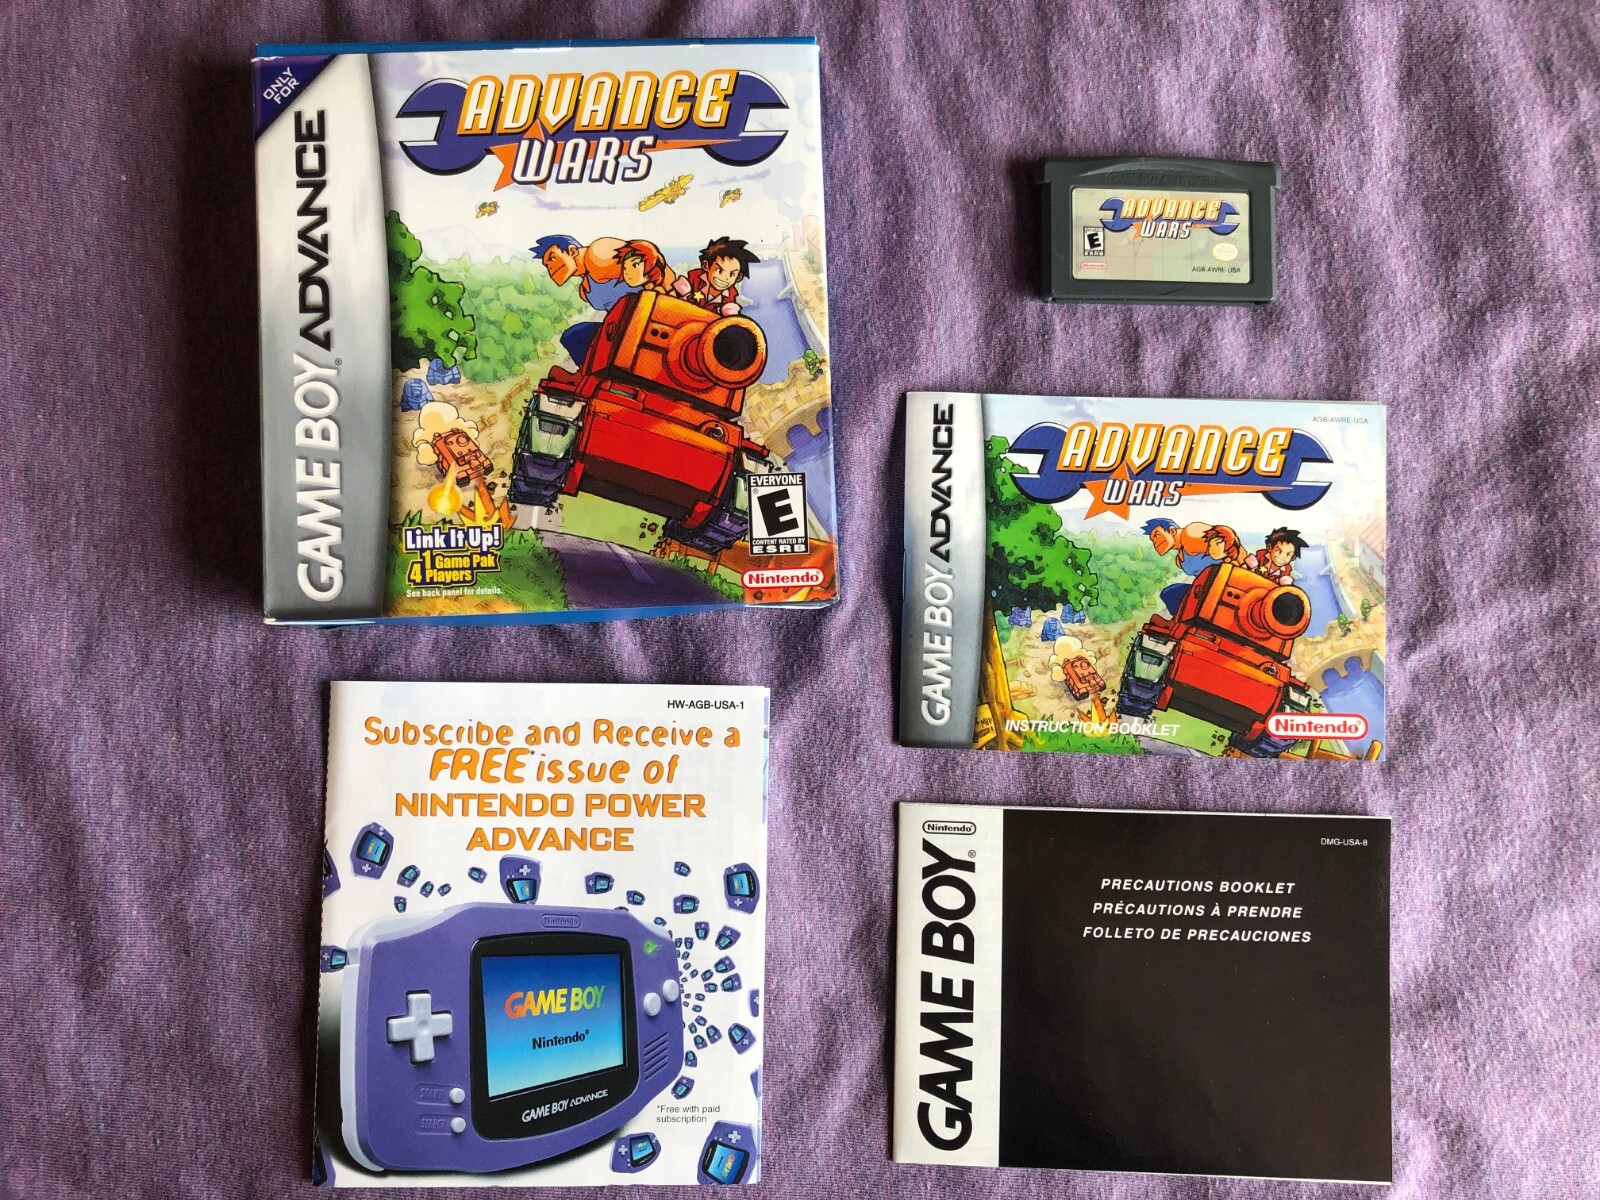 ONLY
FOR
GAME BOY ADVANCE
ADVANCE
WARS
Link It Up!
1 Game Pak
4 Players
See back panel for details.
EVERYONE
E
CONTENT RATED BY
ESRB
Nintendo
ADVANCE
WARS
E
ESRB
Nintendo
AGB-AWRE-USA
GAME BOY ADVANCE
AGB-AWRE-USA
ADVANCE
WARS
INSTRUCTION BOOKLET
Nintendo
HW-AGB-USA-1
Subscribe and Receive a
FREE* issue of
NINTENDO POWER
ADVANCE
Nintendo
GAME BOY
Nintendo®
START
SELECT
GAME BOY ADVANCE
*Free with paid
subscription
Nintendo
GAME BOY®
DMG-USA-8
PRECAUTIONS BOOKLET
PRÉCAUTIONS À PRENDRE
FOLLETO DE PRECAUCIONES